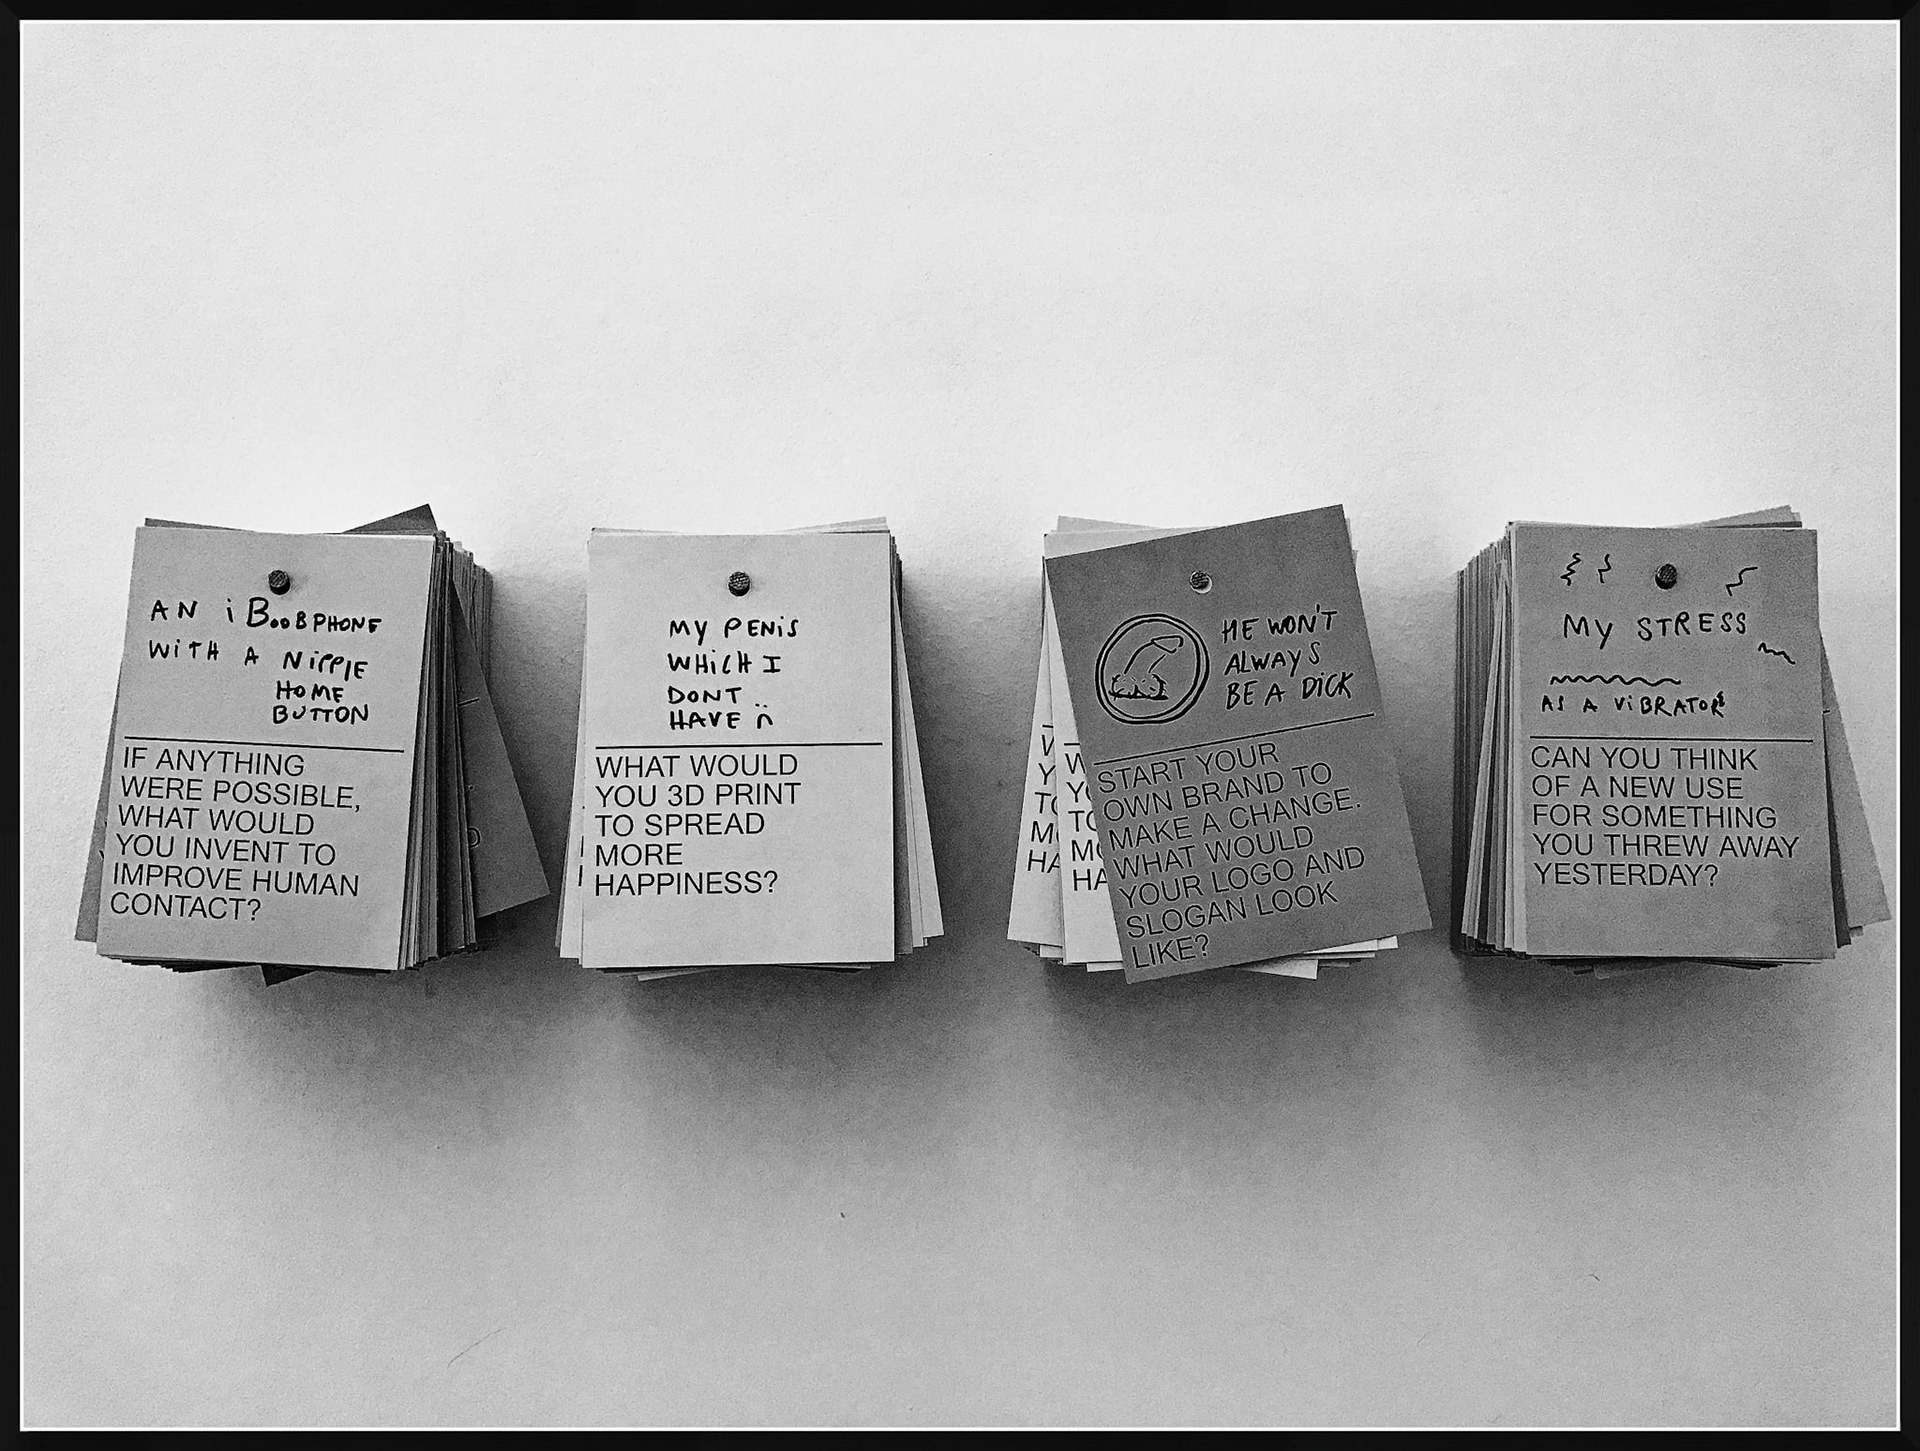 AN iBOOBPHONE
WITH A NIPPLE
HOME
BUTTON
IF ANYTHING
WERE POSSIBLE,
WHAT WOULD
YOU INVENT TO
IMPROVE HUMAN
CONTACT?
MY PENIS
WHICH I
DONT
HAVE
WHAT WOULD
YOU 3D PRINT
TO SPREAD
MORE
HAPPINESS?
HE WON'T
ALWAYS
BE A DICK
START YOUR
OWN BRAND TO
MAKE A CHANGE.
WHAT WOULD
YOUR LOGO AND
SLOGAN LOOK
LIKE?
MY STRESS
AS A VIBRATOR
CAN YOU THINK
OF A NEW USE
FOR SOMETHING
YOU THREW AWAY
YESTERDAY?